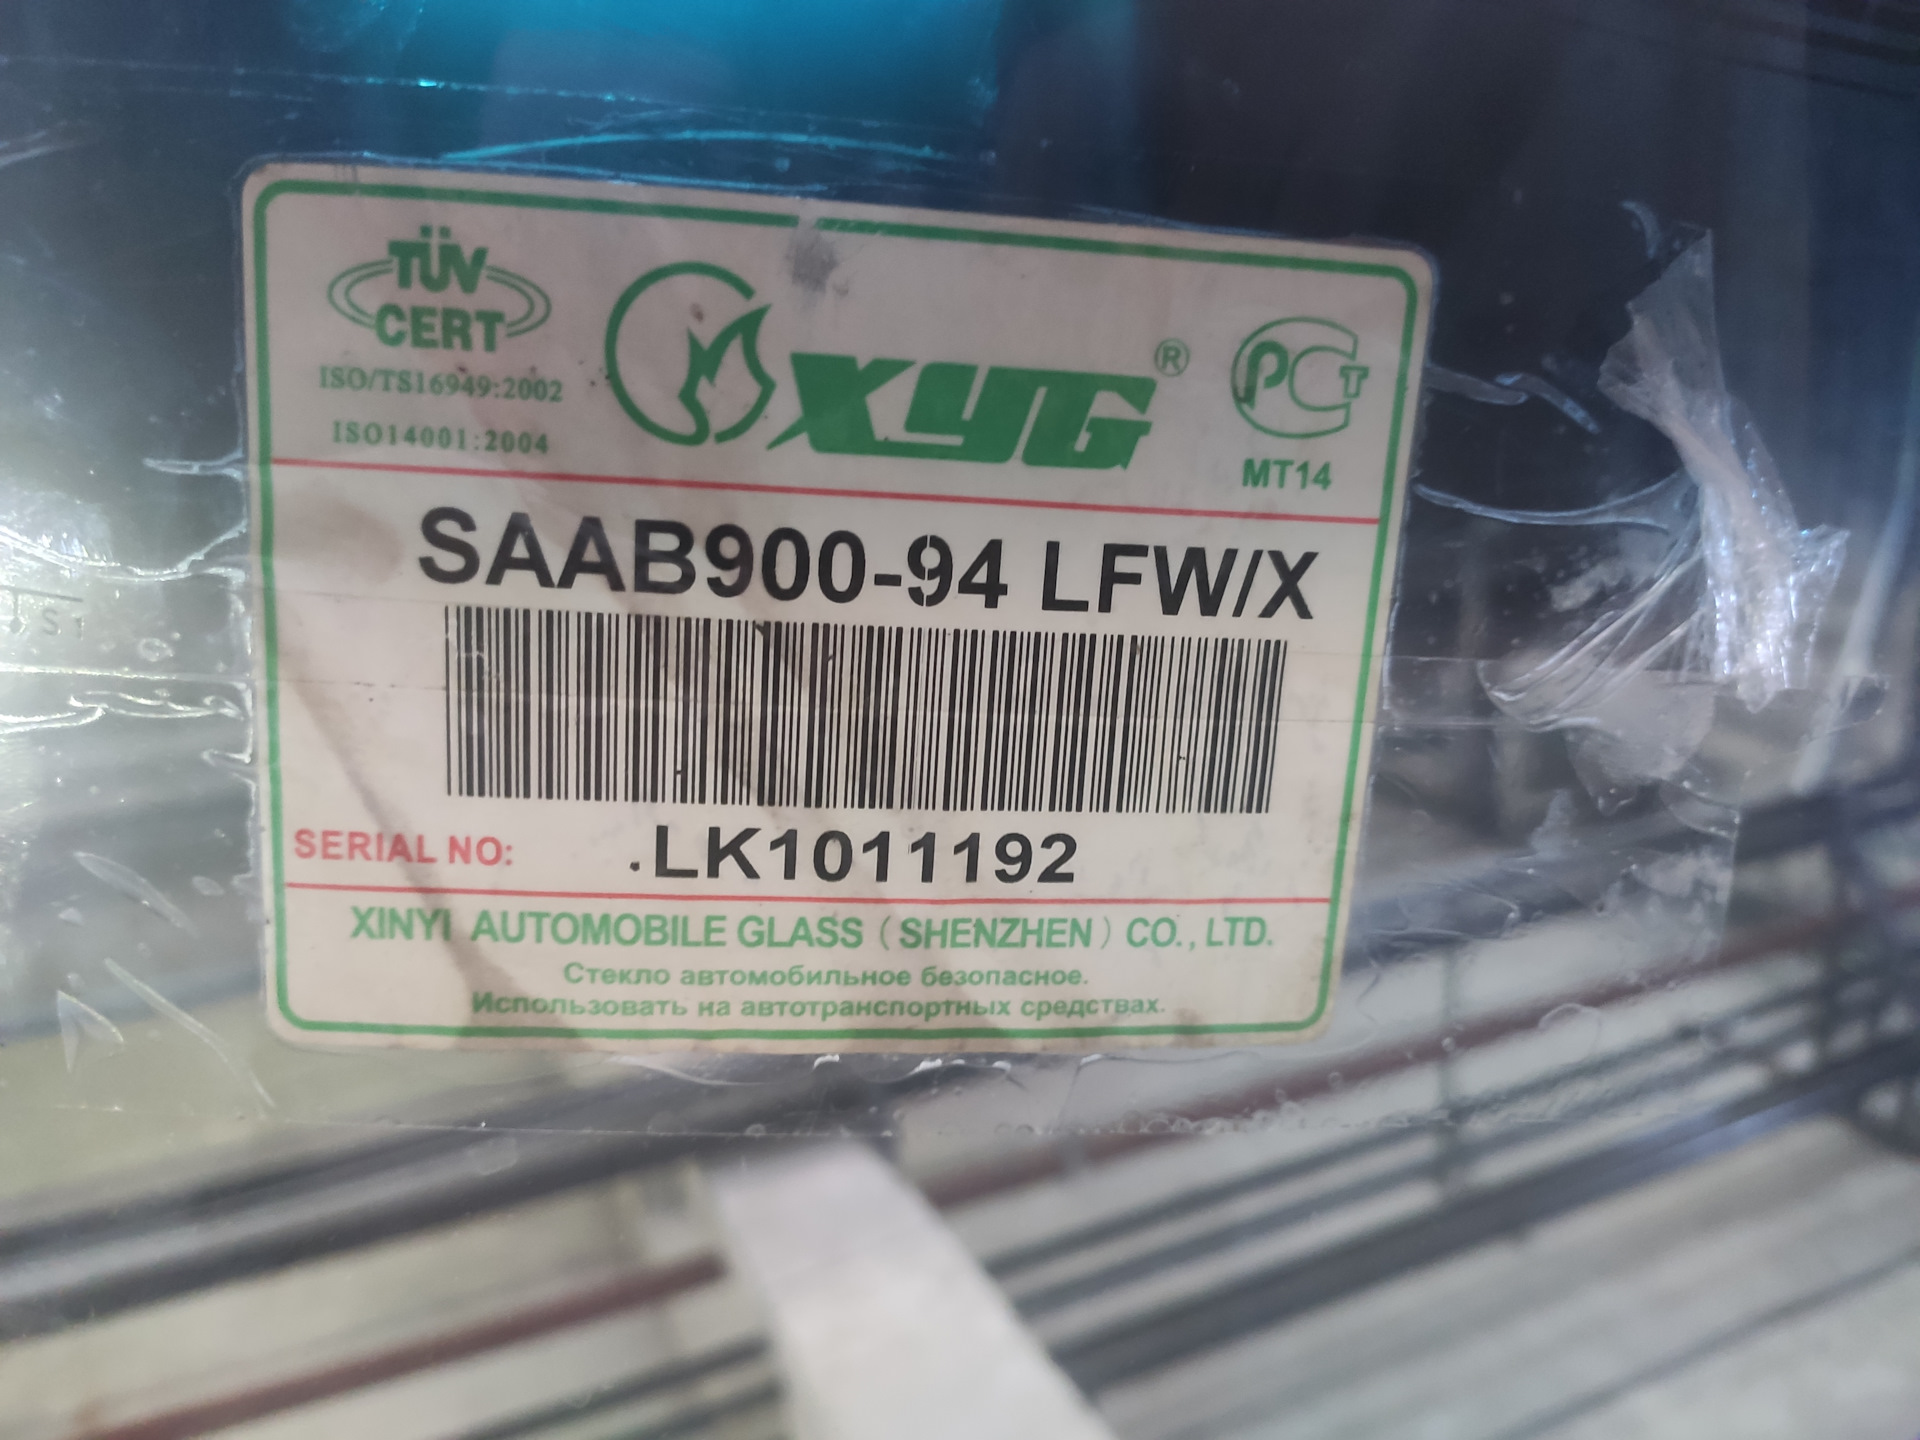 TÜV
CERT
ISO/TS16949:2002
ISO14001:2004
XYG®
РСТ
MT14
SAAB900-94 LFW/X
SERIAL NO: .LK1011192
XINYI AUTOMOBILE GLASS (SHENZHEN) CO., LTD.
Стекло автомобильное безопасное.
Использовать на автотранспортных средствах.